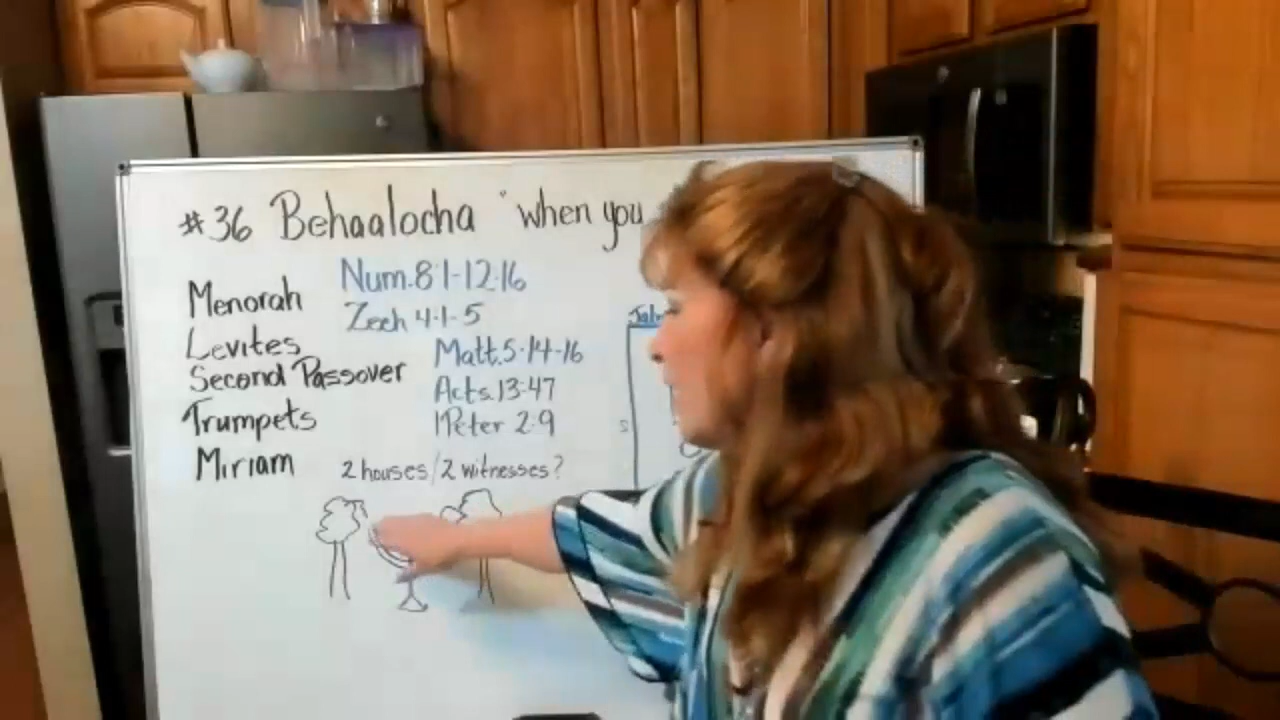 #36 Behaalocha "when you
Menorah
Num.8:1-12:16
Zech 4:1-5
Levites
Matt.5:14-16
Second Passover
Acts.13:47
Trumpets
1Peter 2:9
Miriam
2 houses/2 witnesses?
S